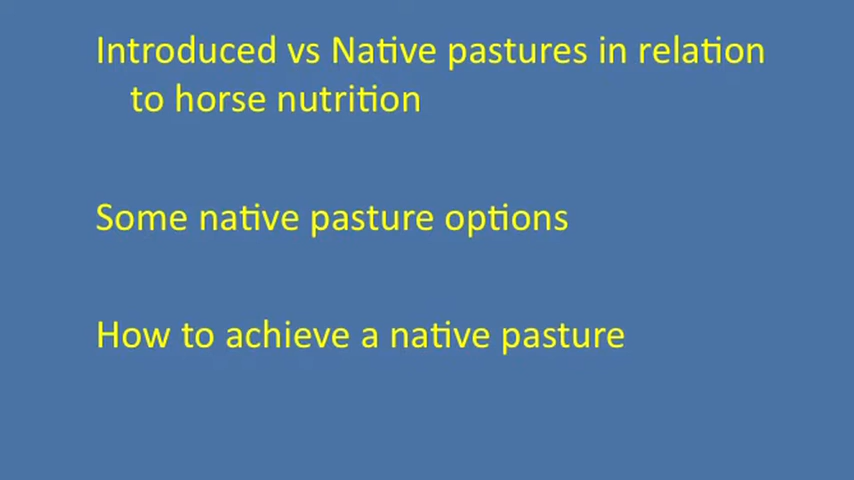 Introduced vs Native pastures in relation
to horse nutrition
Some native pasture options
How to achieve a native pasture